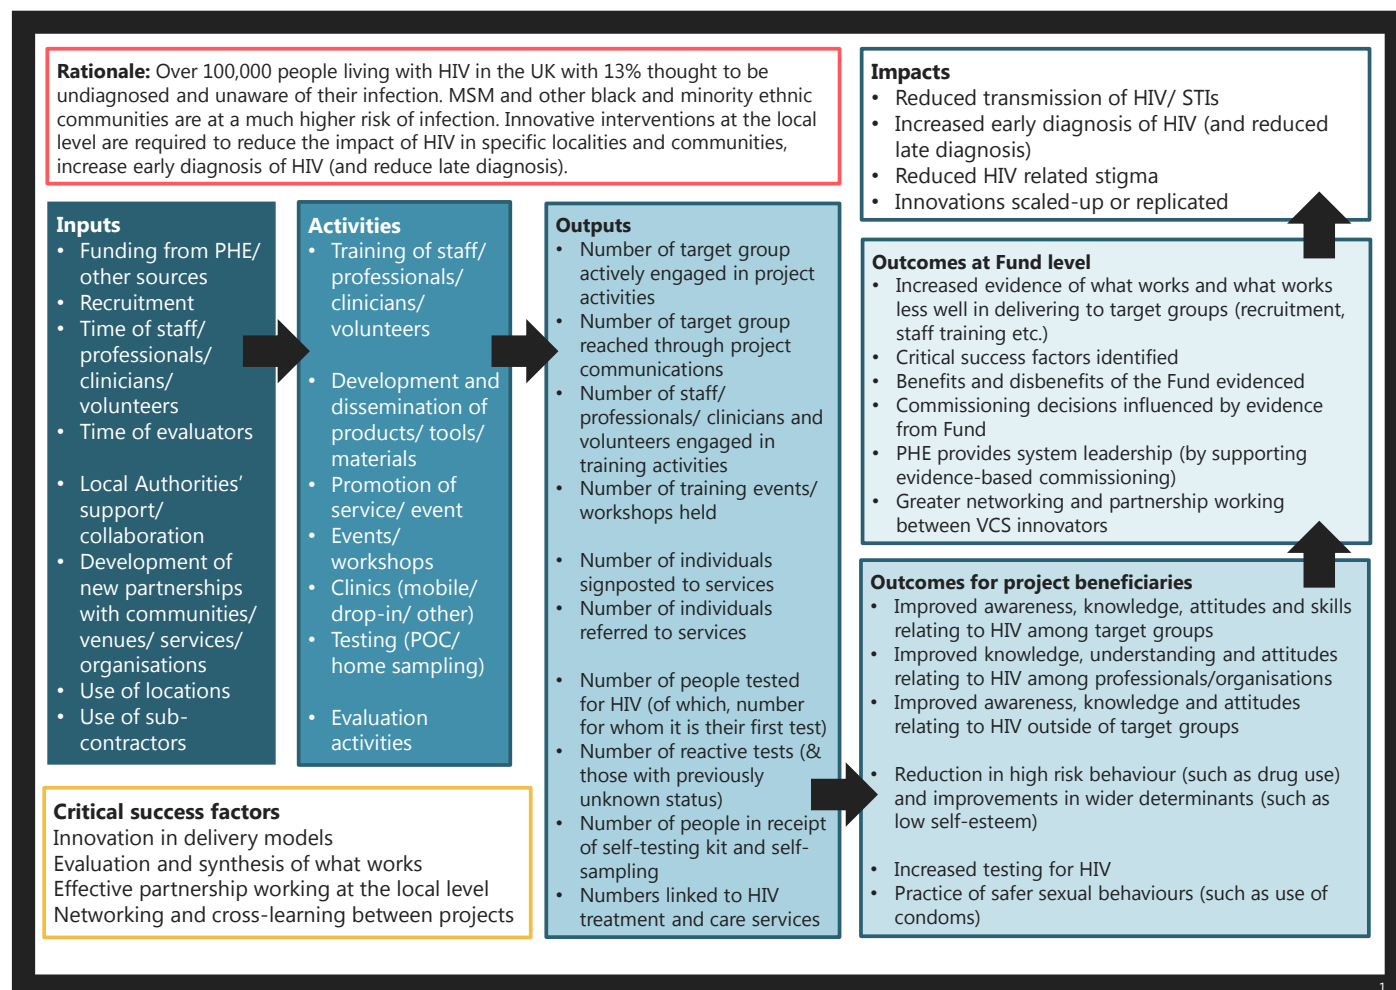 Rationale: Over 100,000 people living with HIV in the UK with 13% thought to be
undiagnosed and unaware of their infection. MSM and other black and minority ethnic
communities are at a much higher risk of infection. Innovative interventions at the local
level are required to reduce the impact of HIV in specific localities and communities,
increase early diagnosis of HIV (and reduce late diagnosis).
Inputs
• Funding from PHE/
other sources
• Recruitment
• Time of staff/
professionals/
clinicians/
volunteers
• Time of evaluators
• Local Authorities'
support/
collaboration
• Development of
new partnerships
with communities/
venues/ services/
organisations
• Use of locations
• Use of sub-
contractors
Activities
• Training of staff/
professionals/
clinicians/
volunteers
• Development and
dissemination of
products/ tools/
materials
• Promotion of
service/ event
• Events/
workshops
• Clinics (mobile/
drop-in/ other)
• Testing (POC/
home sampling)
• Evaluation
activities
Outputs
• Number of target group
actively engaged in project
activities
• Number of target group
reached through project
communications
• Number of staff/
professionals/ clinicians and
volunteers engaged in
training activities
• Number of training events/
workshops held
• Number of individuals
signposted to services
• Number of individuals
referred to services
• Number of people tested
for HIV (of which, number
for whom it is their first test)
• Number of reactive tests (&
those with previously
unknown status)
• Number of people in receipt
of self-testing kit and self-
sampling
• Numbers linked to HIV
treatment and care services
Critical success factors
Innovation in delivery models
Evaluation and synthesis of what works
Effective partnership working at the local level
Networking and cross-learning between projects
Impacts
• Reduced transmission of HIV/ STIs
• Increased early diagnosis of HIV (and reduced
late diagnosis)
• Reduced HIV related stigma
• Innovations scaled-up or replicated
Outcomes at Fund level
• Increased evidence of what works and what works
less well in delivering to target groups (recruitment,
staff training etc.)
• Critical success factors identified
• Benefits and disbenefits of the Fund evidenced
• Commissioning decisions influenced by evidence
from Fund
• PHE provides system leadership (by supporting
evidence-based commissioning)
• Greater networking and partnership working
between VCS innovators
Outcomes for project beneficiaries
• Improved awareness, knowledge, attitudes and skills
relating to HIV among target groups
• Improved knowledge, understanding and attitudes
relating to HIV among professionals/organisations
• Improved awareness, knowledge and attitudes
relating to HIV outside of target groups
• Reduction in high risk behaviour (such as drug use)
and improvements in wider determinants (such as
low self-esteem)
• Increased testing for HIV
• Practice of safer sexual behaviours (such as use of
condoms)
1